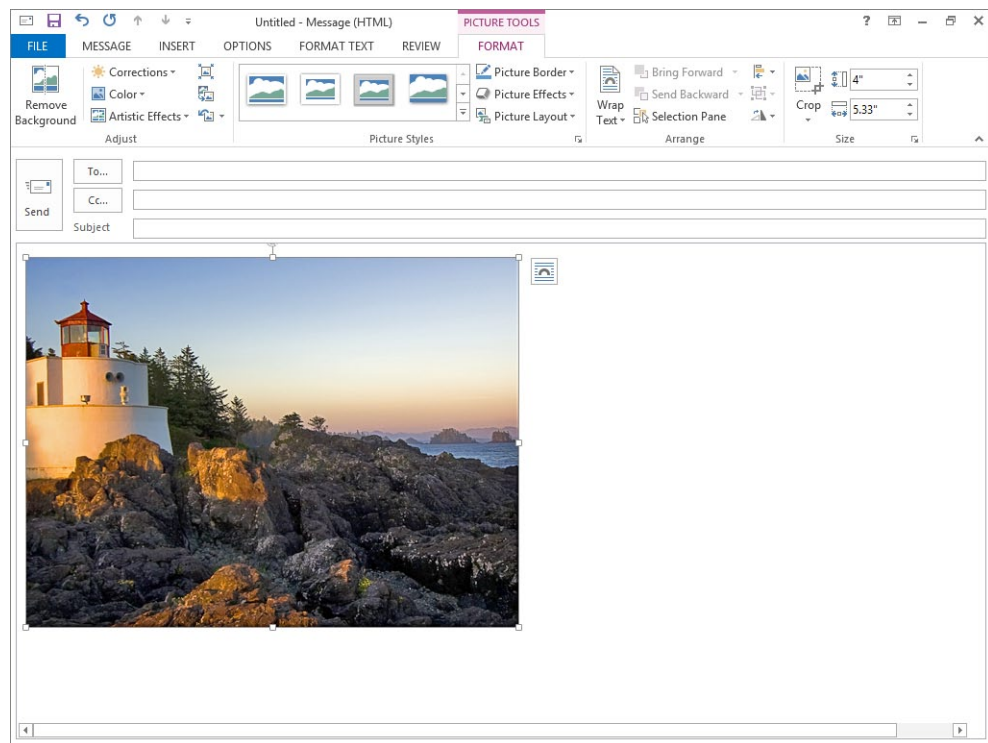 Untitled - Message (HTML)
PICTURE TOOLS
?
FILE
MESSAGE
INSERT
OPTIONS
FORMAT TEXT
REVIEW
FORMAT
Remove
Background
Corrections
Color
Artistic Effects
Adjust
Picture Border
Picture Effects
Picture Layout
Picture Styles
Wrap
Text
Bring Forward
Send Backward
Selection Pane
Arrange
Crop
4"
5.33"
Size
Send
To...
Cc...
Subject